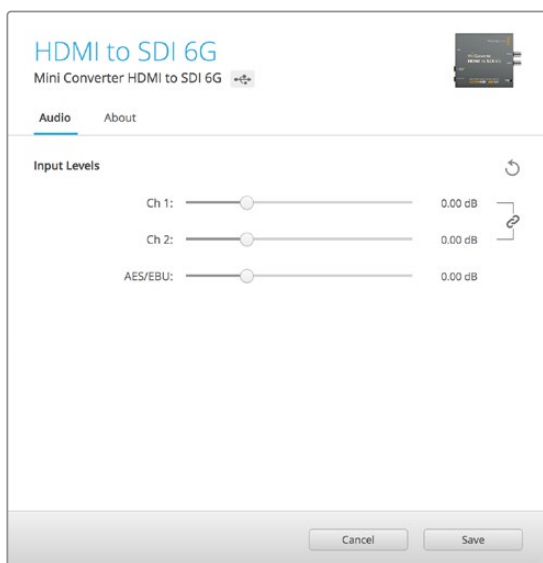 HDMI to SDI 6G
Mini Converter HDMI to SDI 6G
Audio About
Input Levels
Ch 1: 0.00 dB
Ch 2: 0.00 dB
AES/EBU: 0.00 dB
Cancel Save